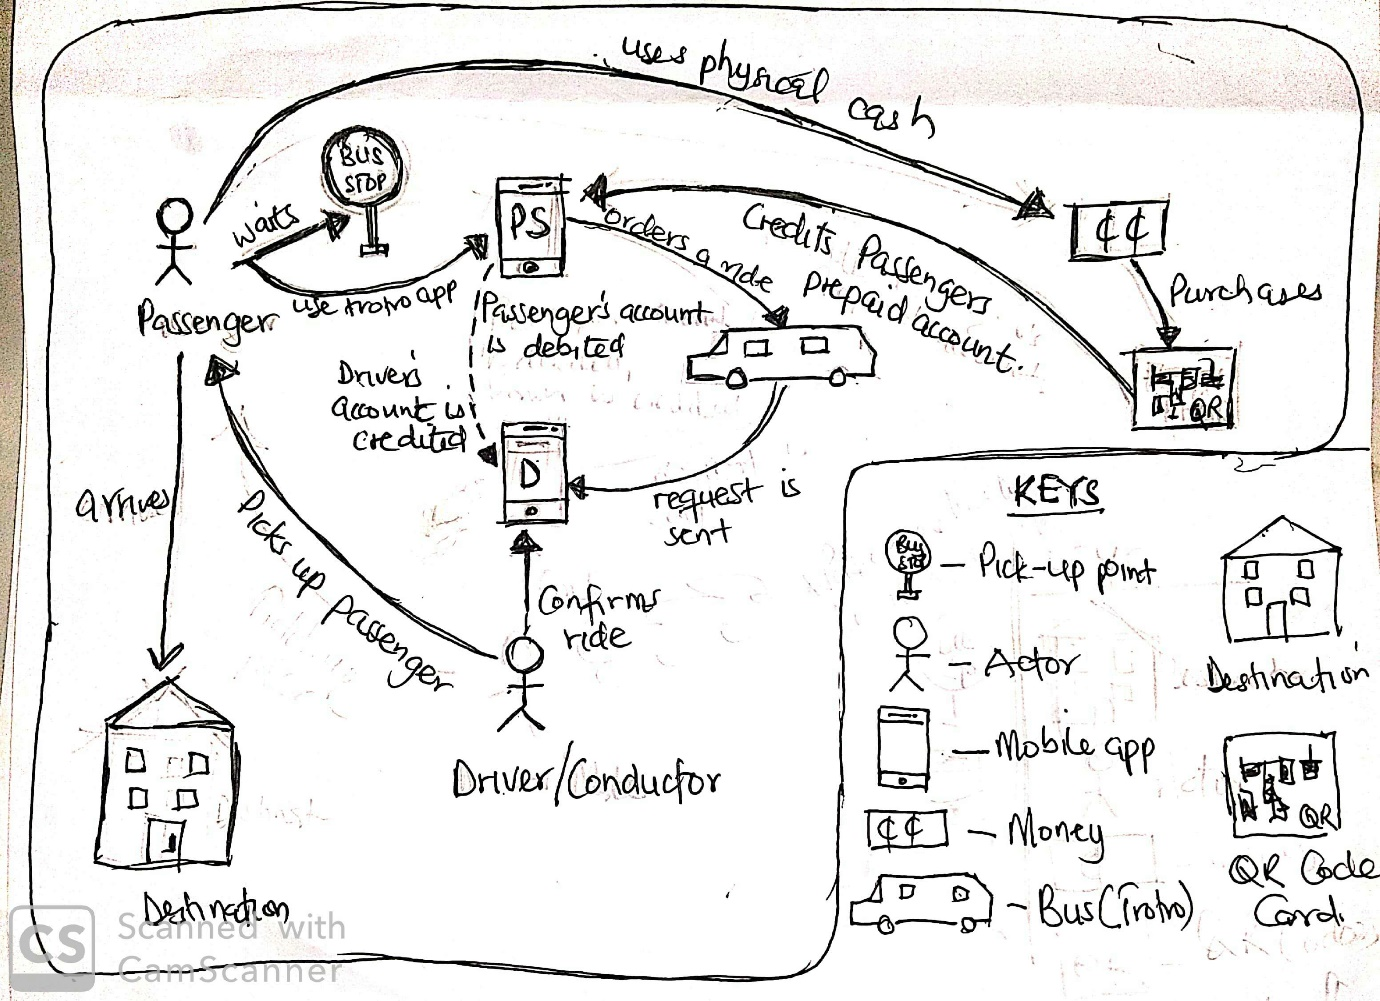 uses physical cash
BUS
STOP
waits
PS
orders a ride
Credits Passengers
prepaid account.
₵ ₵
Purchases
use trotro app
Passenger
Passenger's account
is debited
Driver's
account is
credited
QR
D
request is
sent
arrives
Picks up passenger
Confirms
ride
Driver/Conductor
Destination
KEYS
BUS
STOP
– Pick-up point
– Actor
– Mobile app
₵ ₵
– Money
– Bus (Trotro)
Destination
QR
QR Code
Card.
CS
Scanned with
CamScanner